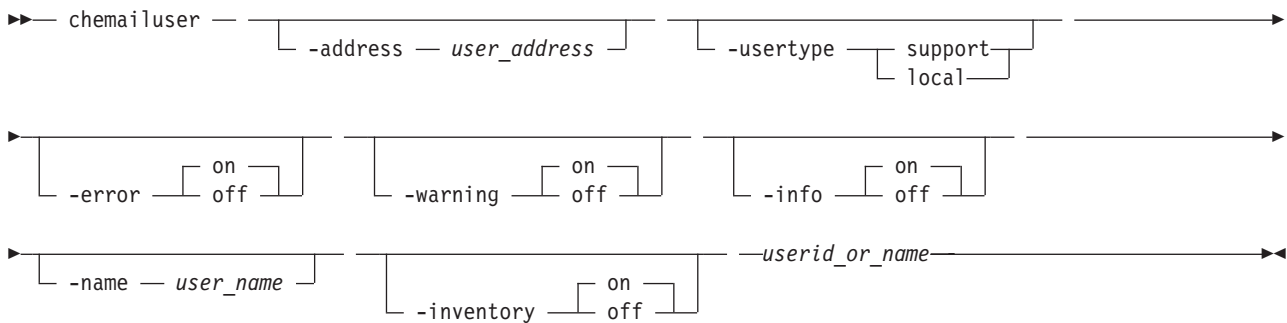 chemailuser
-address user_address
-usertype support
local
on
-error off
on
-warning off
on
-info off
-name user_name
on
-inventory off
userid_or_name